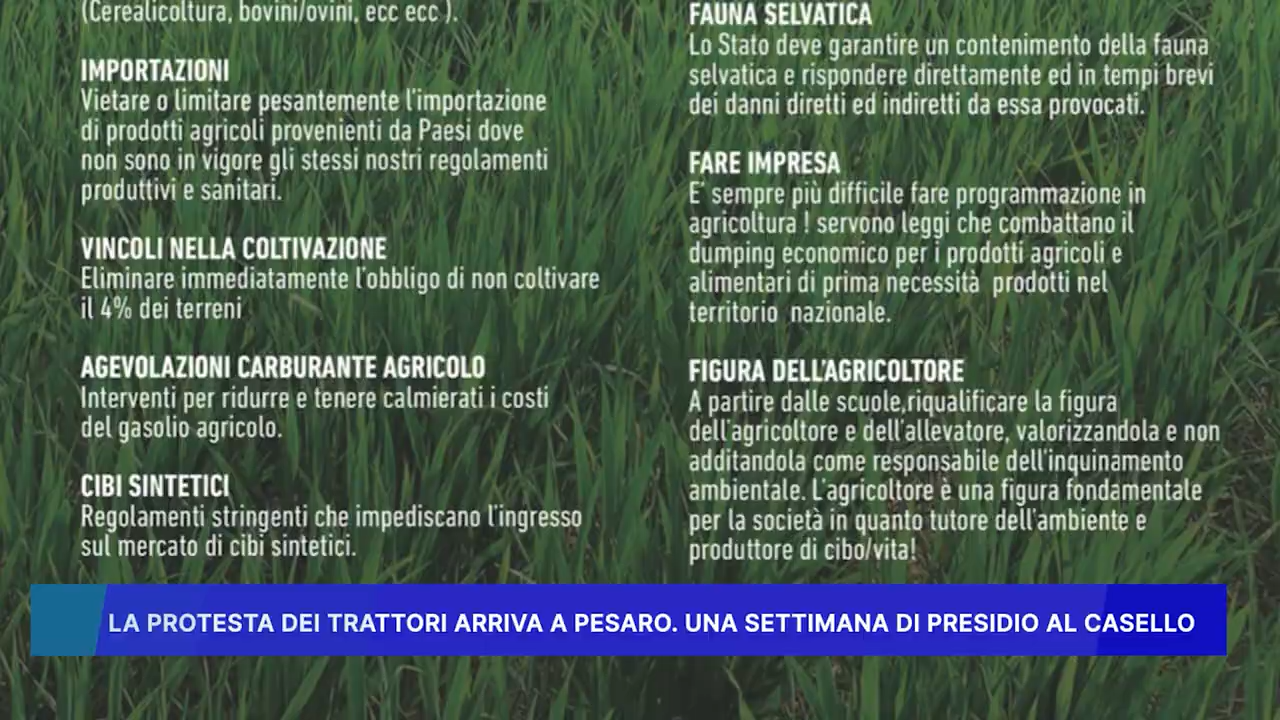 (Cerealicoltura, bovini/ovini, ecc ecc ).
IMPORTAZIONI
Vietare o limitare pesantemente l'importazione
di prodotti agricoli provenienti da Paesi dove
non sono in vigore gli stessi nostri regolamenti
produttivi e sanitari.
VINCOLI NELLA COLTIVAZIONE
Eliminare immediatamente l'obbligo di non coltivare
il 4% dei terreni
AGEVOLAZIONI CARBURANTE AGRICOLO
Interventi per ridurre e tenere calmierati i costi
del gasolio agricolo.
CIBI SINTETICI
Regolamenti stringenti che impediscano l'ingresso
sul mercato di cibi sintetici.
FAUNA SELVATICA
Lo Stato deve garantire un contenimento della fauna
selvatica e rispondere direttamente ed in tempi brevi
dei danni diretti ed indiretti da essa provocati.
FARE IMPRESA
E' sempre più difficile fare programmazione in
agricoltura ! servono leggi che combattano il
dumping economico per i prodotti agricoli e
alimentari di prima necessità  prodotti nel
territorio  nazionale.
FIGURA DELL'AGRICOLTORE
A partire dalle scuole,riqualificare la figura
dell'agricoltore e dell'allevatore, valorizzandola e non
additandola come responsabile dell'inquinamento
ambientale. L'agricoltore è una figura fondamentale
per la società in quanto tutore dell'ambiente e
produttore di cibo/vita!
LA PROTESTA DEI TRATTORI ARRIVA A PESARO. UNA SETTIMANA DI PRESIDIO AL CASELLO